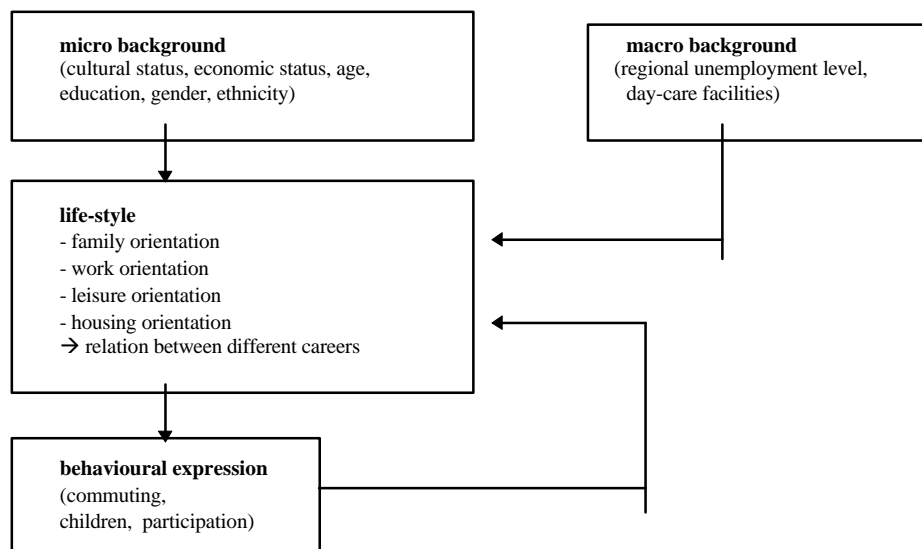 micro background
(cultural status, economic status, age,
education, gender, ethnicity)
macro background
(regional unemployment level,
day-care facilities)
life-style
- family orientation
- work orientation
- leisure orientation
- housing orientation
→ relation between different careers
behavioural expression
(commuting,
children, participation)